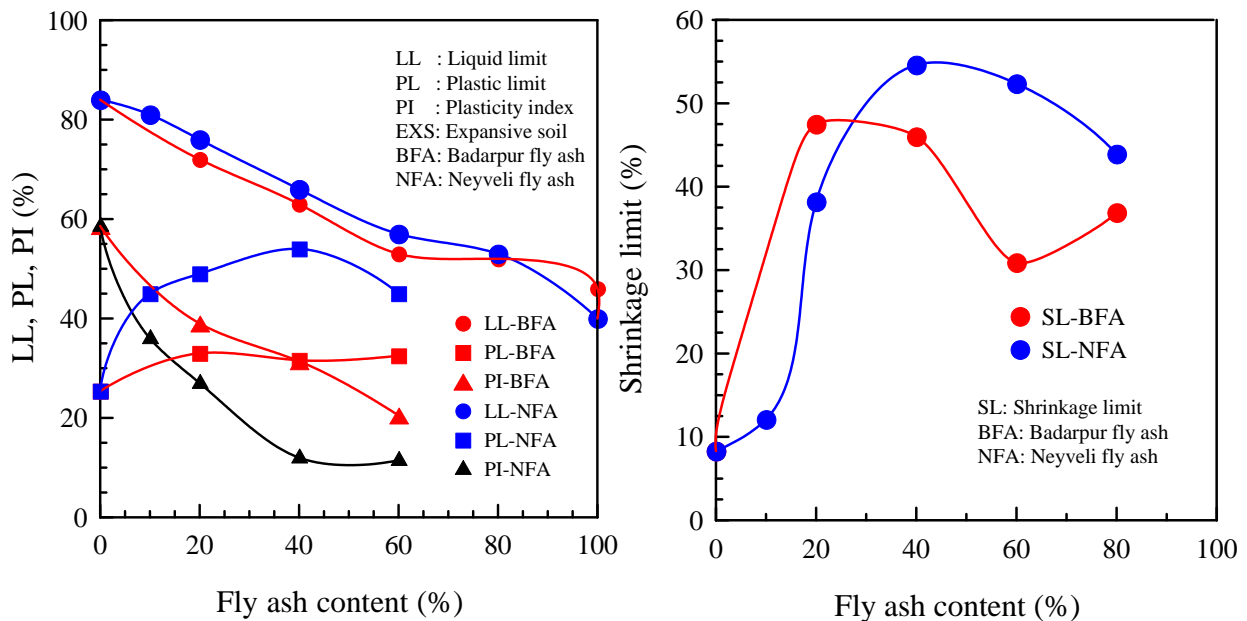 100
80
60
40
20
0
LL, PL, PI (%)
LL : Liquid limit
PL : Plastic limit
PI : Plasticity index
EXS: Expansive soil
BFA: Badarpur fly ash
NFA: Neyveli fly ash
LL-BFA
PL-BFA
PI-BFA
LL-NFA
PL-NFA
PI-NFA
0 20 40 60 80 100
Fly ash content (%)
60
50
40
30
20
10
0
Shrinkage limit (%)
SL-BFA
SL-NFA
SL: Shrinkage limit
BFA: Badarpur fly ash
NFA: Neyveli fly ash
0 20 40 60 80 100
Fly ash content (%)